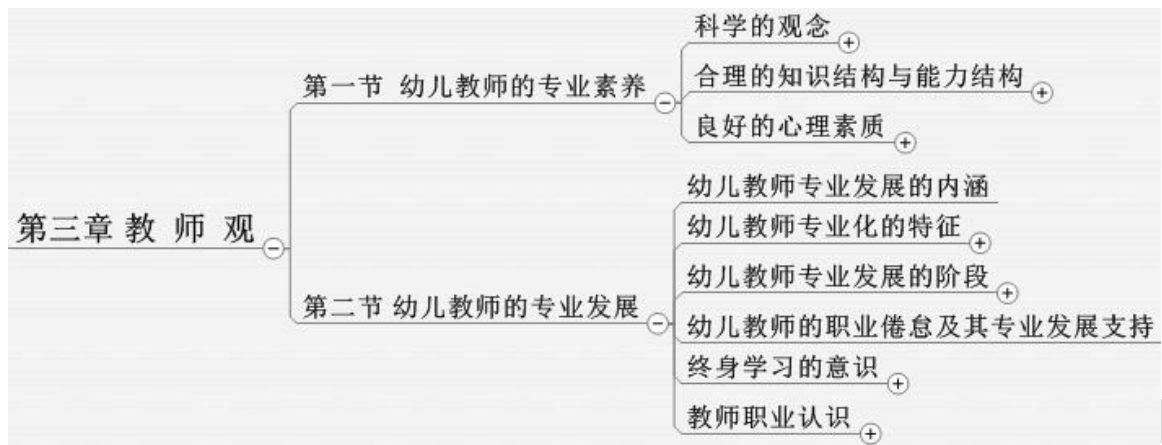 第三章 教 师 观
第一节 幼儿教师的专业素养
科学的观念
合理的知识结构与能力结构
良好的心理素质
第二节 幼儿教师的专业发展
幼儿教师专业发展的内涵
幼儿教师专业化的特征
幼儿教师专业发展的阶段
幼儿教师的职业倦怠及其专业发展支持
终身学习的意识
教师职业认识